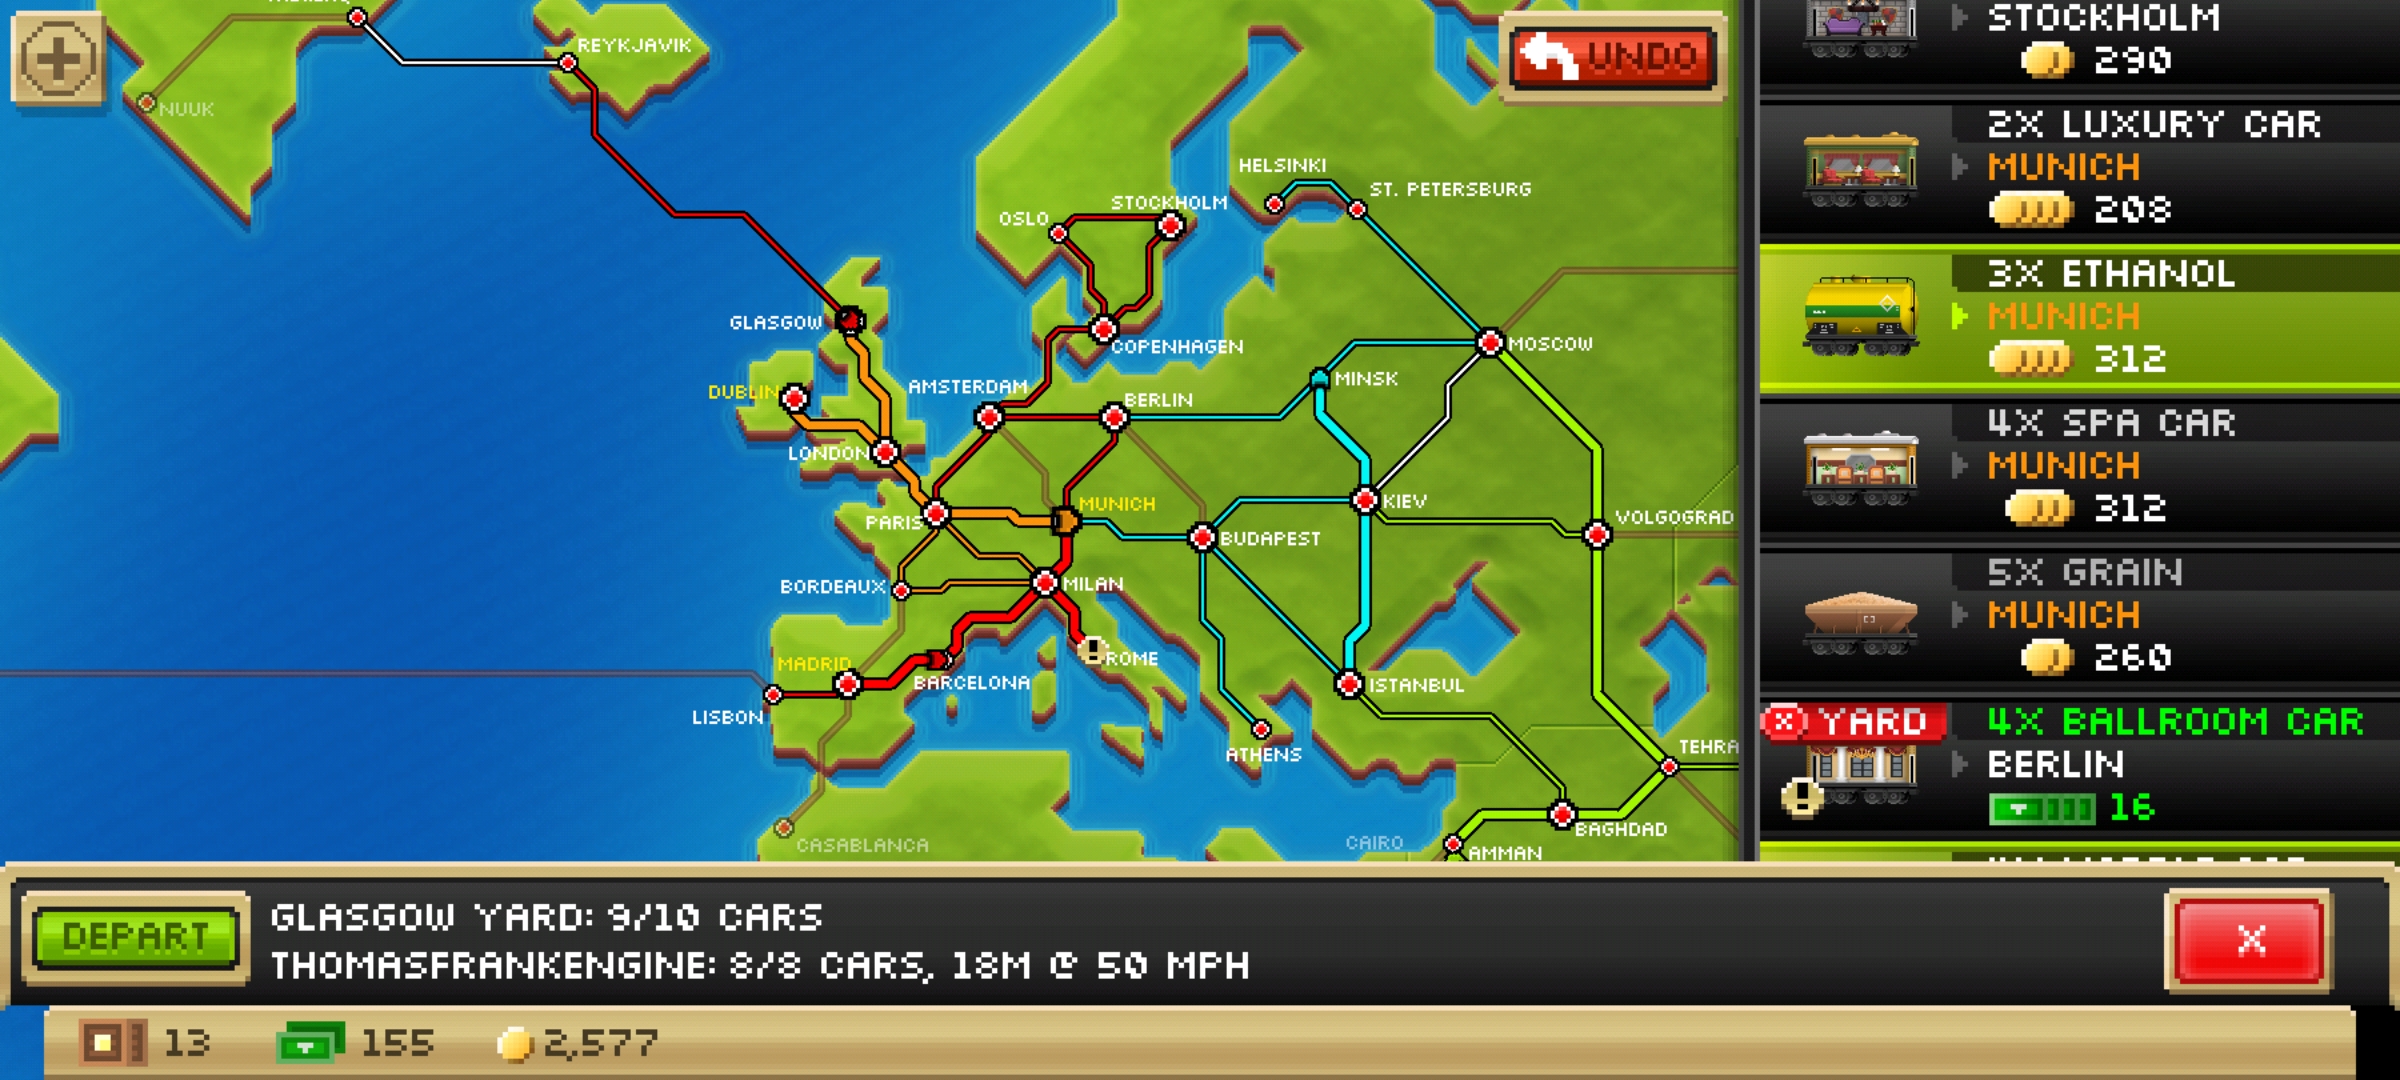 REYKJAVIK
NUUK
UNDO
HELSINKI
ST. PETERSBURG
STOCKHOLM
OSLO
GLASGOW
COPENHAGEN
MOSCOW
MINSK
DUBLIN
AMSTERDAM
BERLIN
LONDON
MUNICH
KIEV
PARIS
VOLGOGRAD
BUDAPEST
BORDEAUX
MILAN
MADRID
ROME
BARCELONA
ISTANBUL
LISBON
ATHENS
TEHRA
BAGHDAD
CASABLANCA
CAIRO
AMMAN
STOCKHOLM
290
2X LUXURY CAR
MUNICH
208
3X ETHANOL
MUNICH
312
4X SPA CAR
MUNICH
312
5X GRAIN
MUNICH
260
YARD
4X BALLROOM CAR
BERLIN
16
DEPART
GLASGOW YARD: 9/10 CARS
THOMASFRANKENGINE: 8/8 CARS, 18M @ 50 MPH
X
13
155
2,577